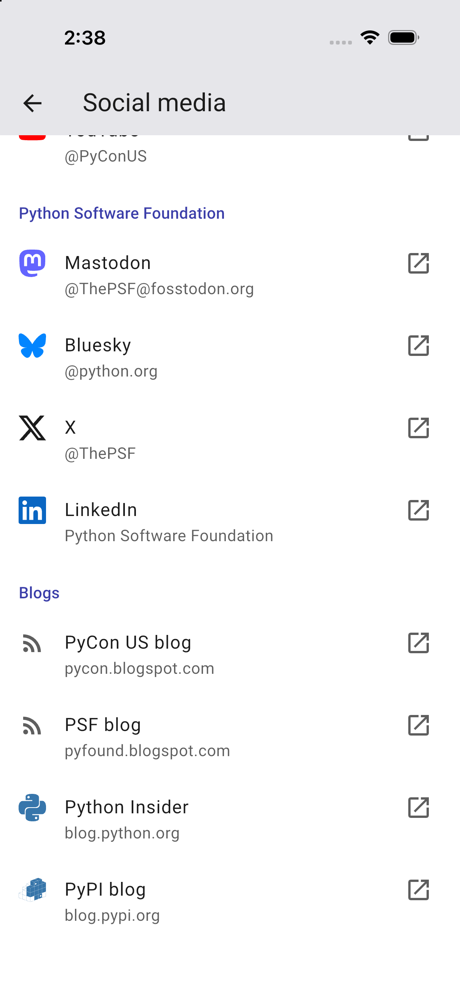 2:38
Social media
YouTube
@PyConUS
Python Software Foundation
Mastodon
@ThePSF@fosstodon.org
Bluesky
@python.org
X
@ThePSF
LinkedIn
Python Software Foundation
Blogs
PyCon US blog
pycon.blogspot.com
PSF blog
pyfound.blogspot.com
Python Insider
blog.python.org
PyPI blog
blog.pypi.org